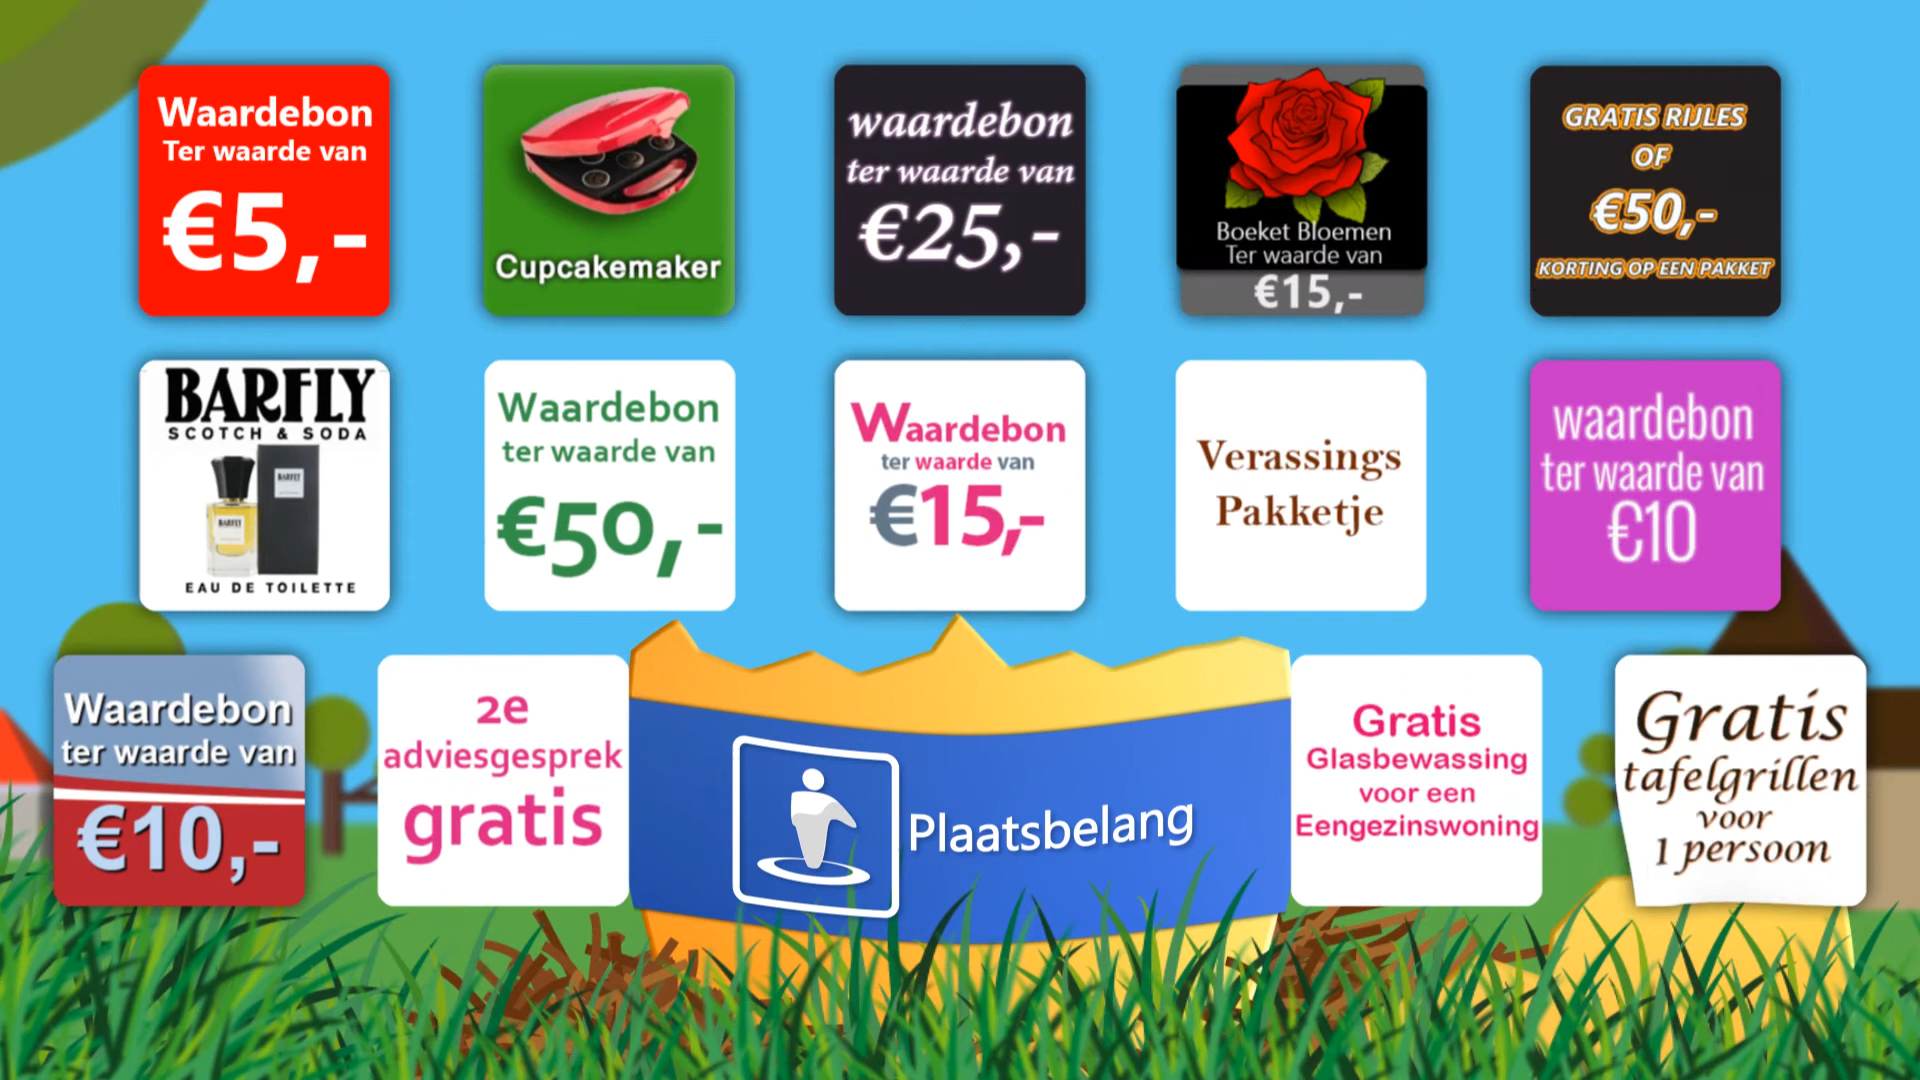 Waardebon
Ter waarde van
€5,-
Cupcakemaker
waardebon
ter waarde van
€25,-
Boeket Bloemen
Ter waarde van
€15,-
GRATIS RIJLES
OF
€50,-
KORTING OP EEN PAKKET
BARFLY
SCOTCH & SODA
BARFLY
BARFLY
EAU DE TOILETTE
Waardebon
ter waarde van
€50,-
Waardebon
ter waarde van
€15,-
Verassings
Pakketje
waardebon
ter waarde van
€10
Waardebon
ter waarde van
€10,-
2e
adviesgesprek
gratis
Plaatsbelang
Gratis
Glasbewassing
voor een
Eengezinswoning
Gratis
tafelgrillen
voor
1 persoon